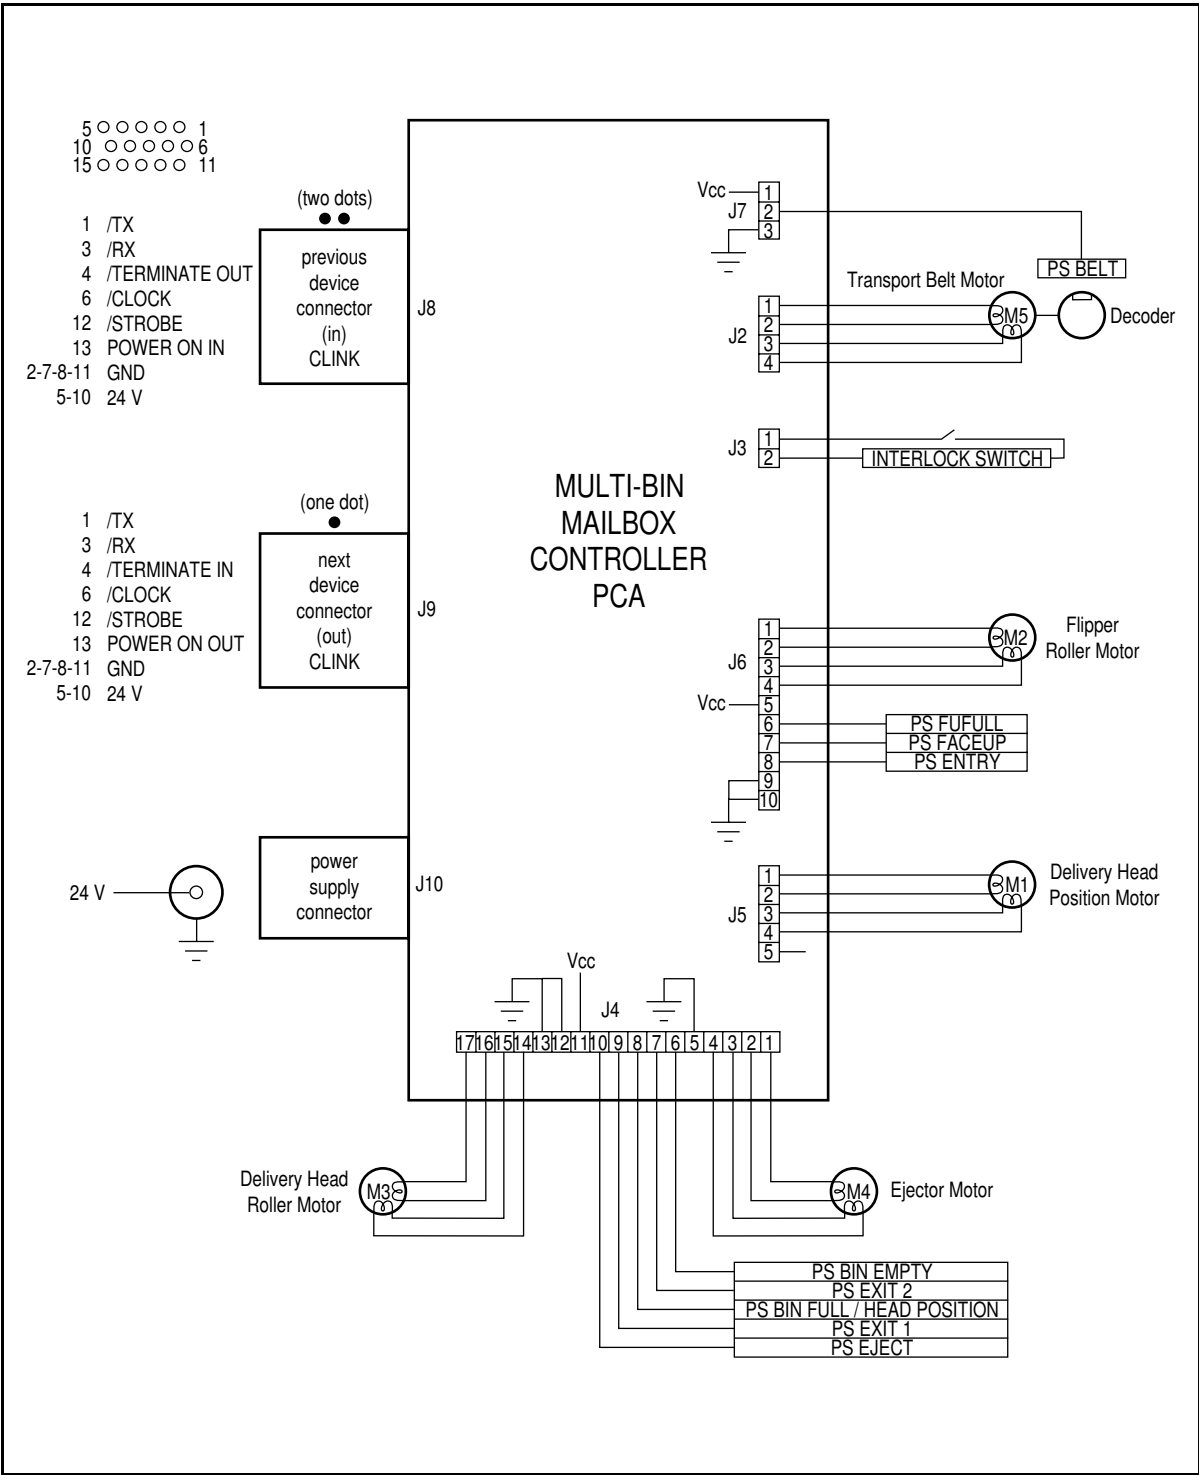 5 1
10 6
15 11
(two dots)
1 /TX
3 /RX
4 /TERMINATE OUT
6 /CLOCK
12 /STROBE
13 POWER ON IN
2-7-8-11 GND
5-10 24 V
previous
device
connector
(in)
CLINK
J8
(one dot)
1 /TX
3 /RX
4 /TERMINATE IN
6 /CLOCK
12 /STROBE
13 POWER ON OUT
2-7-8-11 GND
5-10 24 V
next
device
connector
(out)
CLINK
J9
24 V
power
supply
connector
J10
MULTI-BIN
MAILBOX
CONTROLLER
PCA
Vcc
J7
1
2
3
PS BELT
Transport Belt Motor
J2
1
2
3
4
M5
Decoder
J3
1
2
INTERLOCK SWITCH
J6
1
2
3
4
Vcc
5
6
7
8
9
10
M2
Flipper
Roller Motor
PS FUFULL
PS FACEUP
PS ENTRY
J5
1
2
3
4
5
M1
Delivery Head
Position Motor
Vcc
J4
17 16 15 14 13 12 11 10 9 8 7 6 5 4 3 2 1
Delivery Head
Roller Motor
M3
M4
Ejector Motor
PS BIN EMPTY
PS EXIT 2
PS BIN FULL / HEAD POSITION
PS EXIT 1
PS EJECT